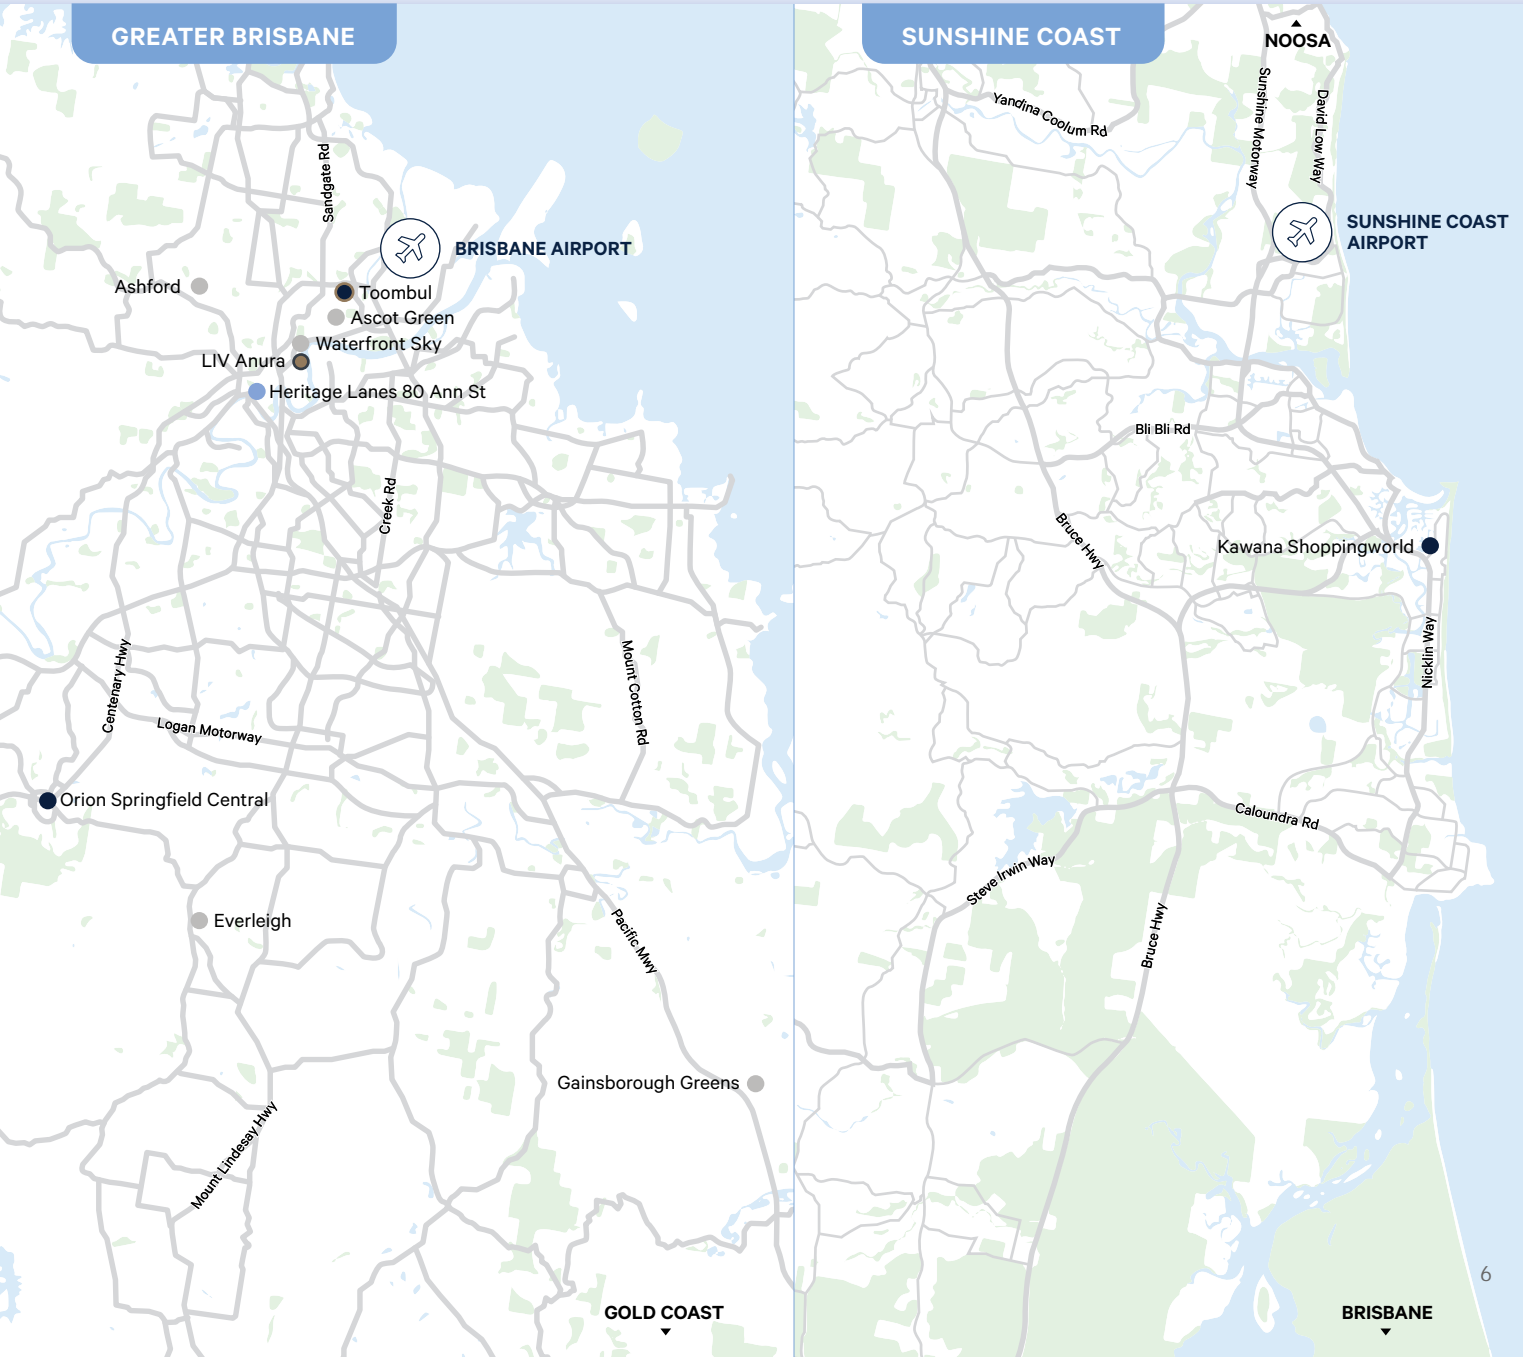 GREATER BRISBANE
Sandgate Rd
BRISBANE AIRPORT
Ashford
Toombul
Ascot Green
Waterfront Sky
LIV Anura
Heritage Lanes 80 Ann St
Creek Rd
Centenary Hwy
Mount Cotton Rd
Logan Motorway
Orion Springfield Central
Everleigh
Pacific Mwy
Gainsborough Greens
Mount Lindesay Hwy
GOLD COAST
SUNSHINE COAST
NOOSA
Yandina Coolum Rd
Sunshine Motorway
David Low Way
SUNSHINE COAST
AIRPORT
Bli Bli Rd
Bruce Hwy
Kawana Shoppingworld
Nicklin Way
Caloundra Rd
Steve Irwin Way
Bruce Hwy
6
BRISBANE